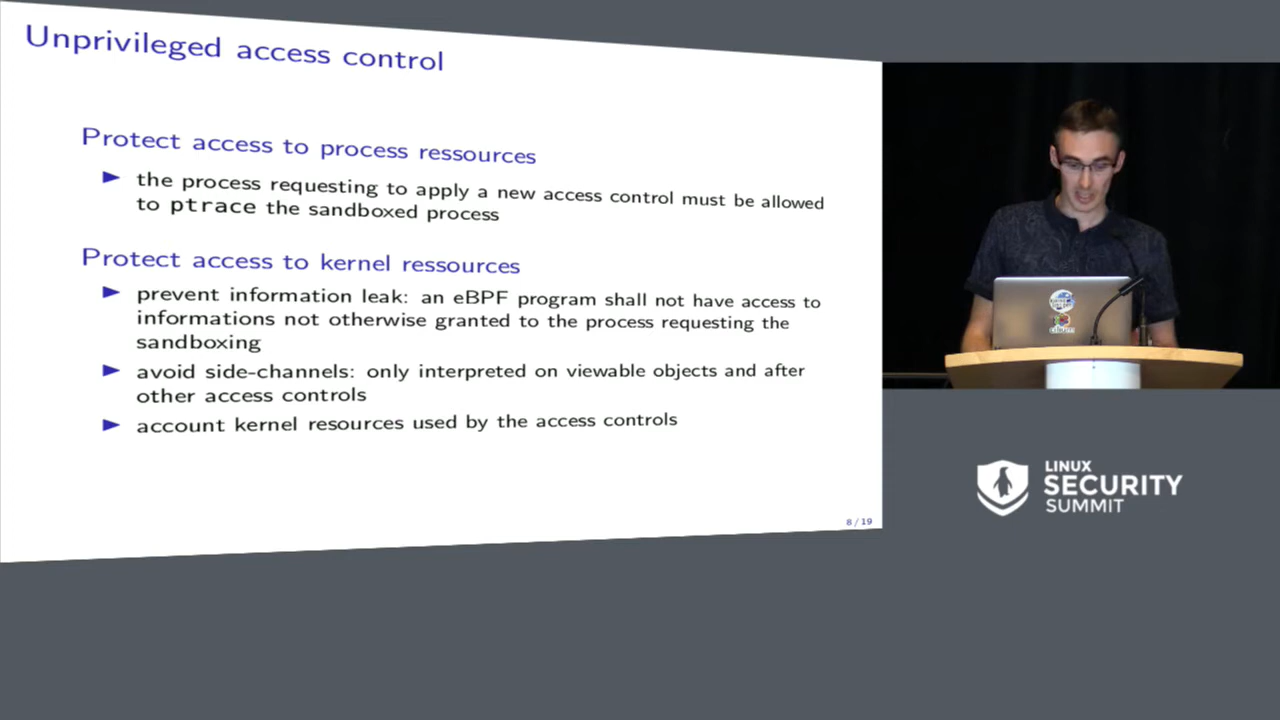 Unprivileged access control
Protect access to process ressources
the process requesting to apply a new access control must be allowed
to ptrace the sandboxed process
Protect access to kernel ressources
prevent information leak: an eBPF program shall not have access to
informations not otherwise granted to the process requesting the
sandboxing
avoid side-channels: only interpreted on viewable objects and after
other access controls
account kernel resources used by the access controls
8 / 19
LINUX
SECURITY
SUMMIT